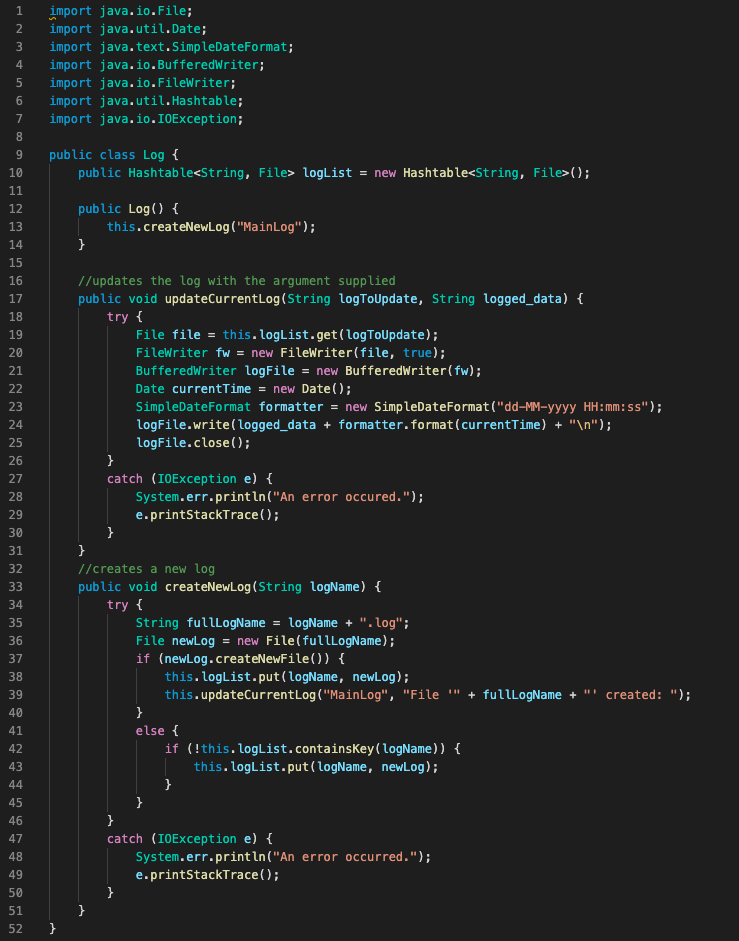 1 import java.io.File;
2 import java.util.Date;
3 import java.text.SimpleDateFormat;
4 import java.io.BufferedWriter;
5 import java.io.FileWriter;
6 import java.util.Hashtable;
7 import java.io.IOException;
8
9 public class Log {
10     public Hashtable<String, File> logList = new Hashtable<String, File>();
11
12     public Log() {
13         this.createNewLog("MainLog");
14     }
15
16     //updates the log with the argument supplied
17     public void updateCurrentLog(String logToUpdate, String logged_data) {
18         try {
19             File file = this.logList.get(logToUpdate);
20             FileWriter fw = new FileWriter(file, true);
21             BufferedWriter logFile = new BufferedWriter(fw);
22             Date currentTime = new Date();
23             SimpleDateFormat formatter = new SimpleDateFormat("dd-MM-yyyy HH:mm:ss");
24             logFile.write(logged_data + formatter.format(currentTime) + "\n");
25             logFile.close();
26         }
27         catch (IOException e) {
28             System.err.println("An error occured.");
29             e.printStackTrace();
30         }
31     }
32     //creates a new log
33     public void createNewLog(String logName) {
34         try {
35             String fullLogName = logName + ".log";
36             File newLog = new File(fullLogName);
37             if (newLog.createNewFile()) {
38                 this.logList.put(logName, newLog);
39                 this.updateCurrentLog("MainLog", "File '" + fullLogName + "' created: ");
40             }
41             else {
42                 if (!this.logList.containsKey(logName)) {
43                     this.logList.put(logName, newLog);
44                 }
45             }
46         }
47         catch (IOException e) {
48             System.err.println("An error occurred.");
49             e.printStackTrace();
50         }
51     }
52 }